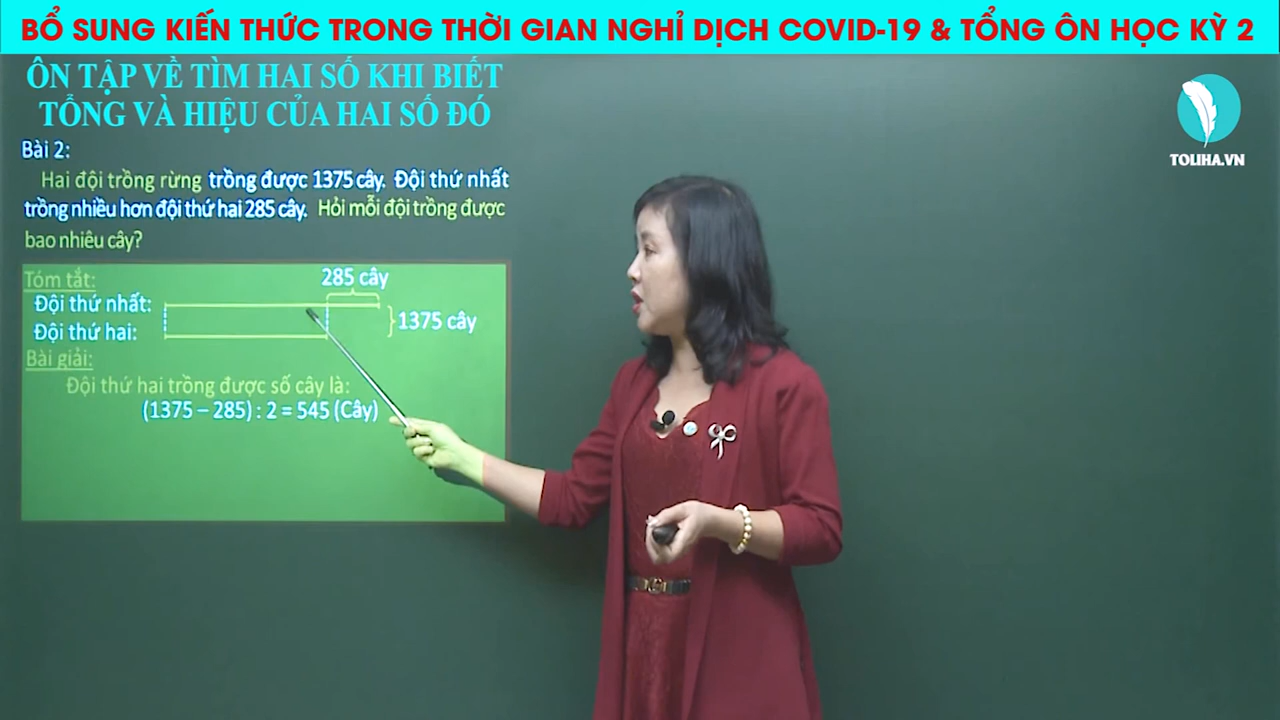 BỔ SUNG KIẾN THỨC TRONG THỜI GIAN NGHỈ DỊCH COVID-19 & TỔNG ÔN HỌC KỲ 2
ÔN TẬP VỀ TÌM HAI SỐ KHI BIẾT
TỔNG VÀ HIỆU CỦA HAI SỐ ĐÓ
TOLIHA.VN
Bài 2:
Hai đội trồng rừng trồng được 1375 cây. Đội thứ nhất
trồng nhiều hơn đội thứ hai 285 cây. Hỏi mỗi đội trồng được
bao nhiêu cây?
Tóm tắt:
285 cây
Đội thứ nhất:
1375 cây
Đội thứ hai:
Bài giải:
Đội thứ hai trồng được số cây là:
(1375 – 285) : 2 = 545 (Cây)